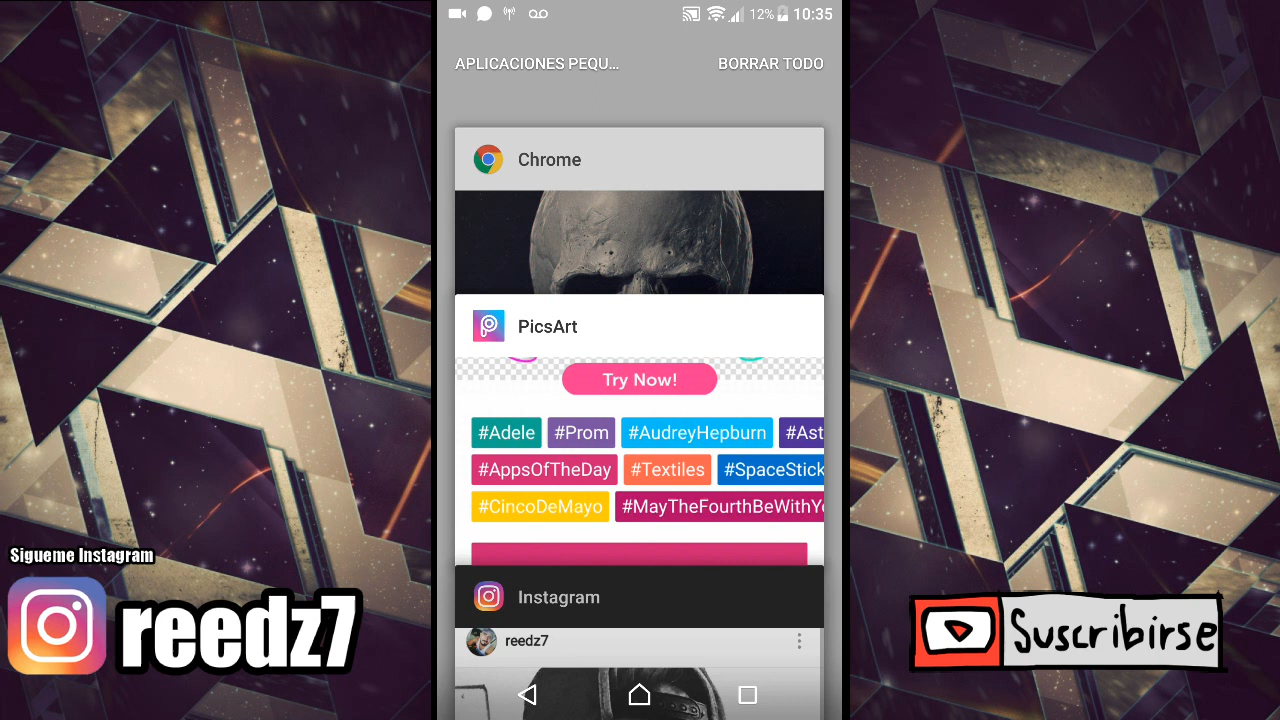 12% 10:35
APLICACIONES PEQU... BORRAR TODO
Chrome
PicsArt
Try Now!
#Adele #Prom #AudreyHepburn #Ast
#AppsOfTheDay #Textiles #SpaceStick
#CincoDeMayo #MayTheFourthBeWithYo
Sigueme Instagram
reedz7
Instagram
reedz7
Suscribirse